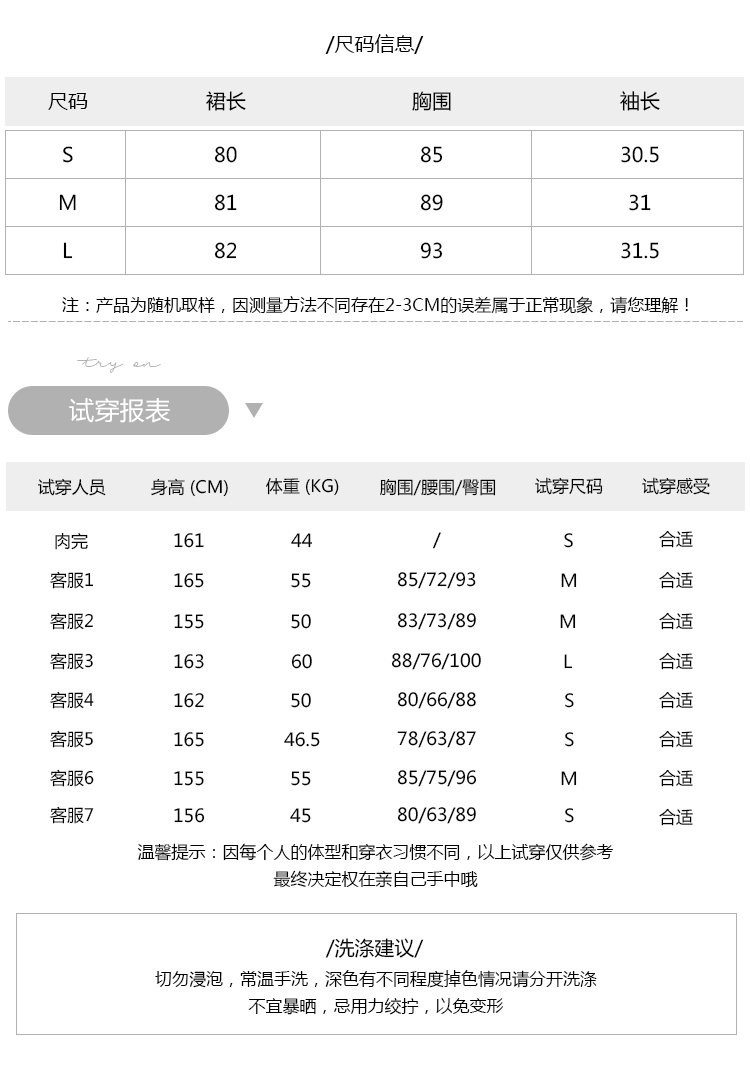 /尺码信息/
尺码 裙长 胸围 袖长
S 80 85 30.5
M 81 89 31
L 82 93 31.5
注：产品为随机取样，因测量方法不同存在2-3CM的误差属于正常现象，请您理解！
try on
试穿报表
试穿人员 身高 (CM) 体重 (KG) 胸围/腰围/臀围 试穿尺码 试穿感受
肉完 161 44 / S 合适
客服1 165 55 85/72/93 M 合适
客服2 155 50 83/73/89 M 合适
客服3 163 60 88/76/100 L 合适
客服4 162 50 80/66/88 S 合适
客服5 165 46.5 78/63/87 S 合适
客服6 155 55 85/75/96 M 合适
客服7 156 45 80/63/89 S 合适
温馨提示：因每个人的体型和穿衣习惯不同，以上试穿仅供参考
最终决定权在亲自己手中哦
/洗涤建议/
切勿浸泡，常温手洗，深色有不同程度掉色情况请分开洗涤
不宜暴晒，忌用力绞拧，以免变形